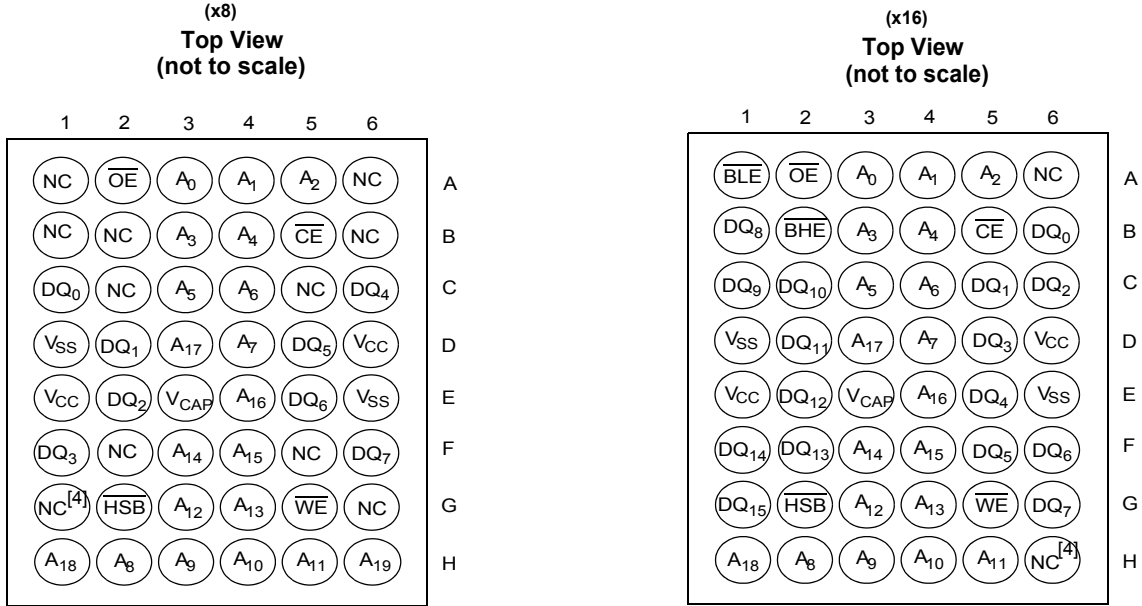 (x8)
Top View
(not to scale)
1 2 3 4 5 6
NC OE A0 A1 A2 NC A
NC NC A3 A4 CE NC B
DQ0 NC A5 A6 NC DQ4 C
VSS DQ1 A17 A7 DQ5 VCC D
VCC DQ2 VCAP A16 DQ6 VSS E
DQ3 NC A14 A15 NC DQ7 F
NC[4] HSB A12 A13 WE NC G
A18 A8 A9 A10 A11 A19 H
(x16)
Top View
(not to scale)
1 2 3 4 5 6
BLE OE A0 A1 A2 NC A
DQ8 BHE A3 A4 CE DQ0 B
DQ9 DQ10 A5 A6 DQ1 DQ2 C
VSS DQ11 A17 A7 DQ3 VCC D
VCC DQ12 VCAP A16 DQ4 VSS E
DQ14 DQ13 A14 A15 DQ5 DQ6 F
DQ15 HSB A12 A13 WE DQ7 G
A18 A8 A9 A10 A11 NC[4] H